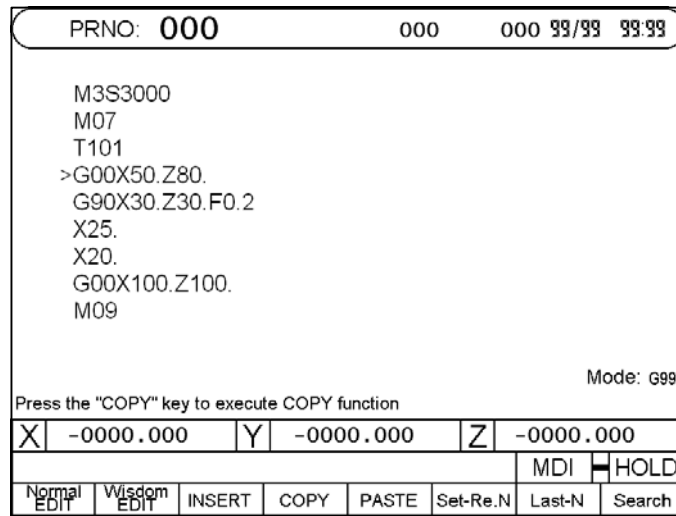 PRNO: 000 000 000 99/99 99:99
M3S3000
M07
T101
>G00X50.Z80.
G90X30.Z30.F0.2
X25.
X20.
G00X100.Z100.
M09
Mode: G99
Press the "COPY" key to execute COPY function
X -0000.000 Y -0000.000 Z -0000.000
MDI HOLD
Normal EDIT Wisdom EDIT INSERT COPY PASTE Set-Re.N Last-N Search